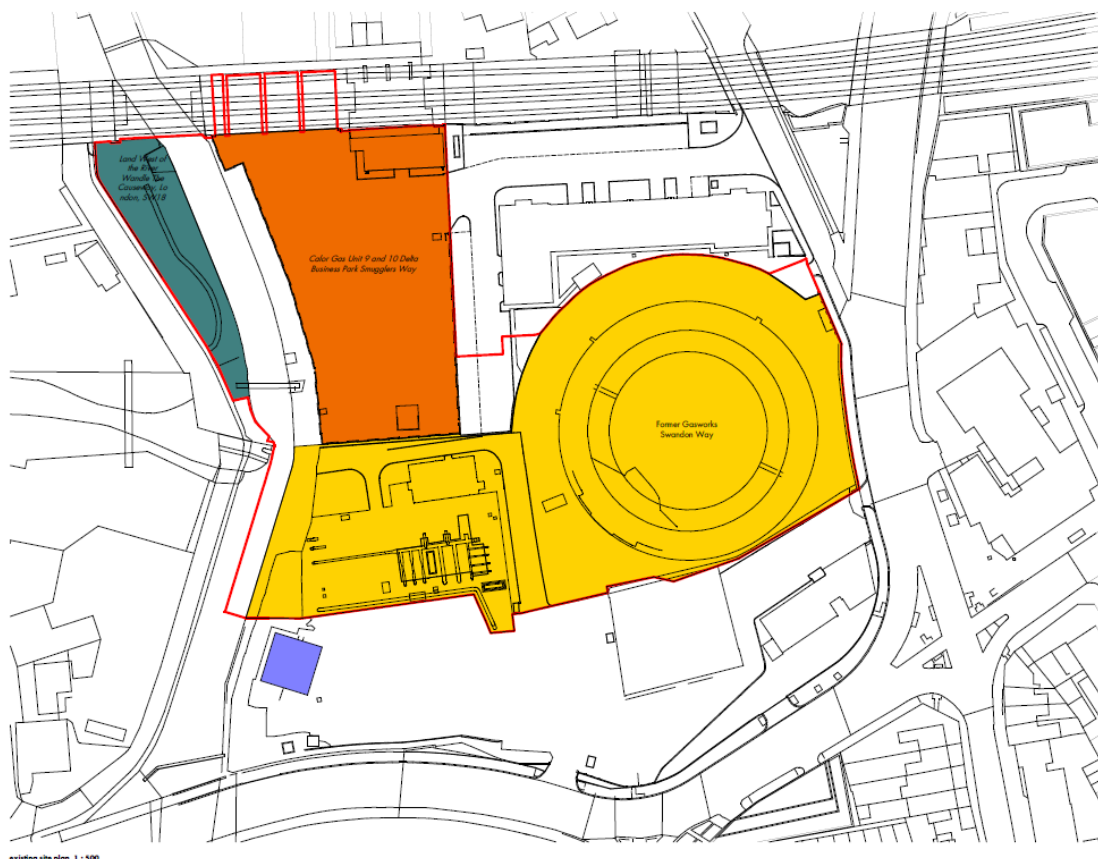 Land West of
the River
Wandle The
Causeway, Lo
ndon, SW18
Calor Gas Unit 9 and 10 Delta
Business Park Smugglers Way
Former Gasworks
Swandon Way
existing site plan 1 : 500